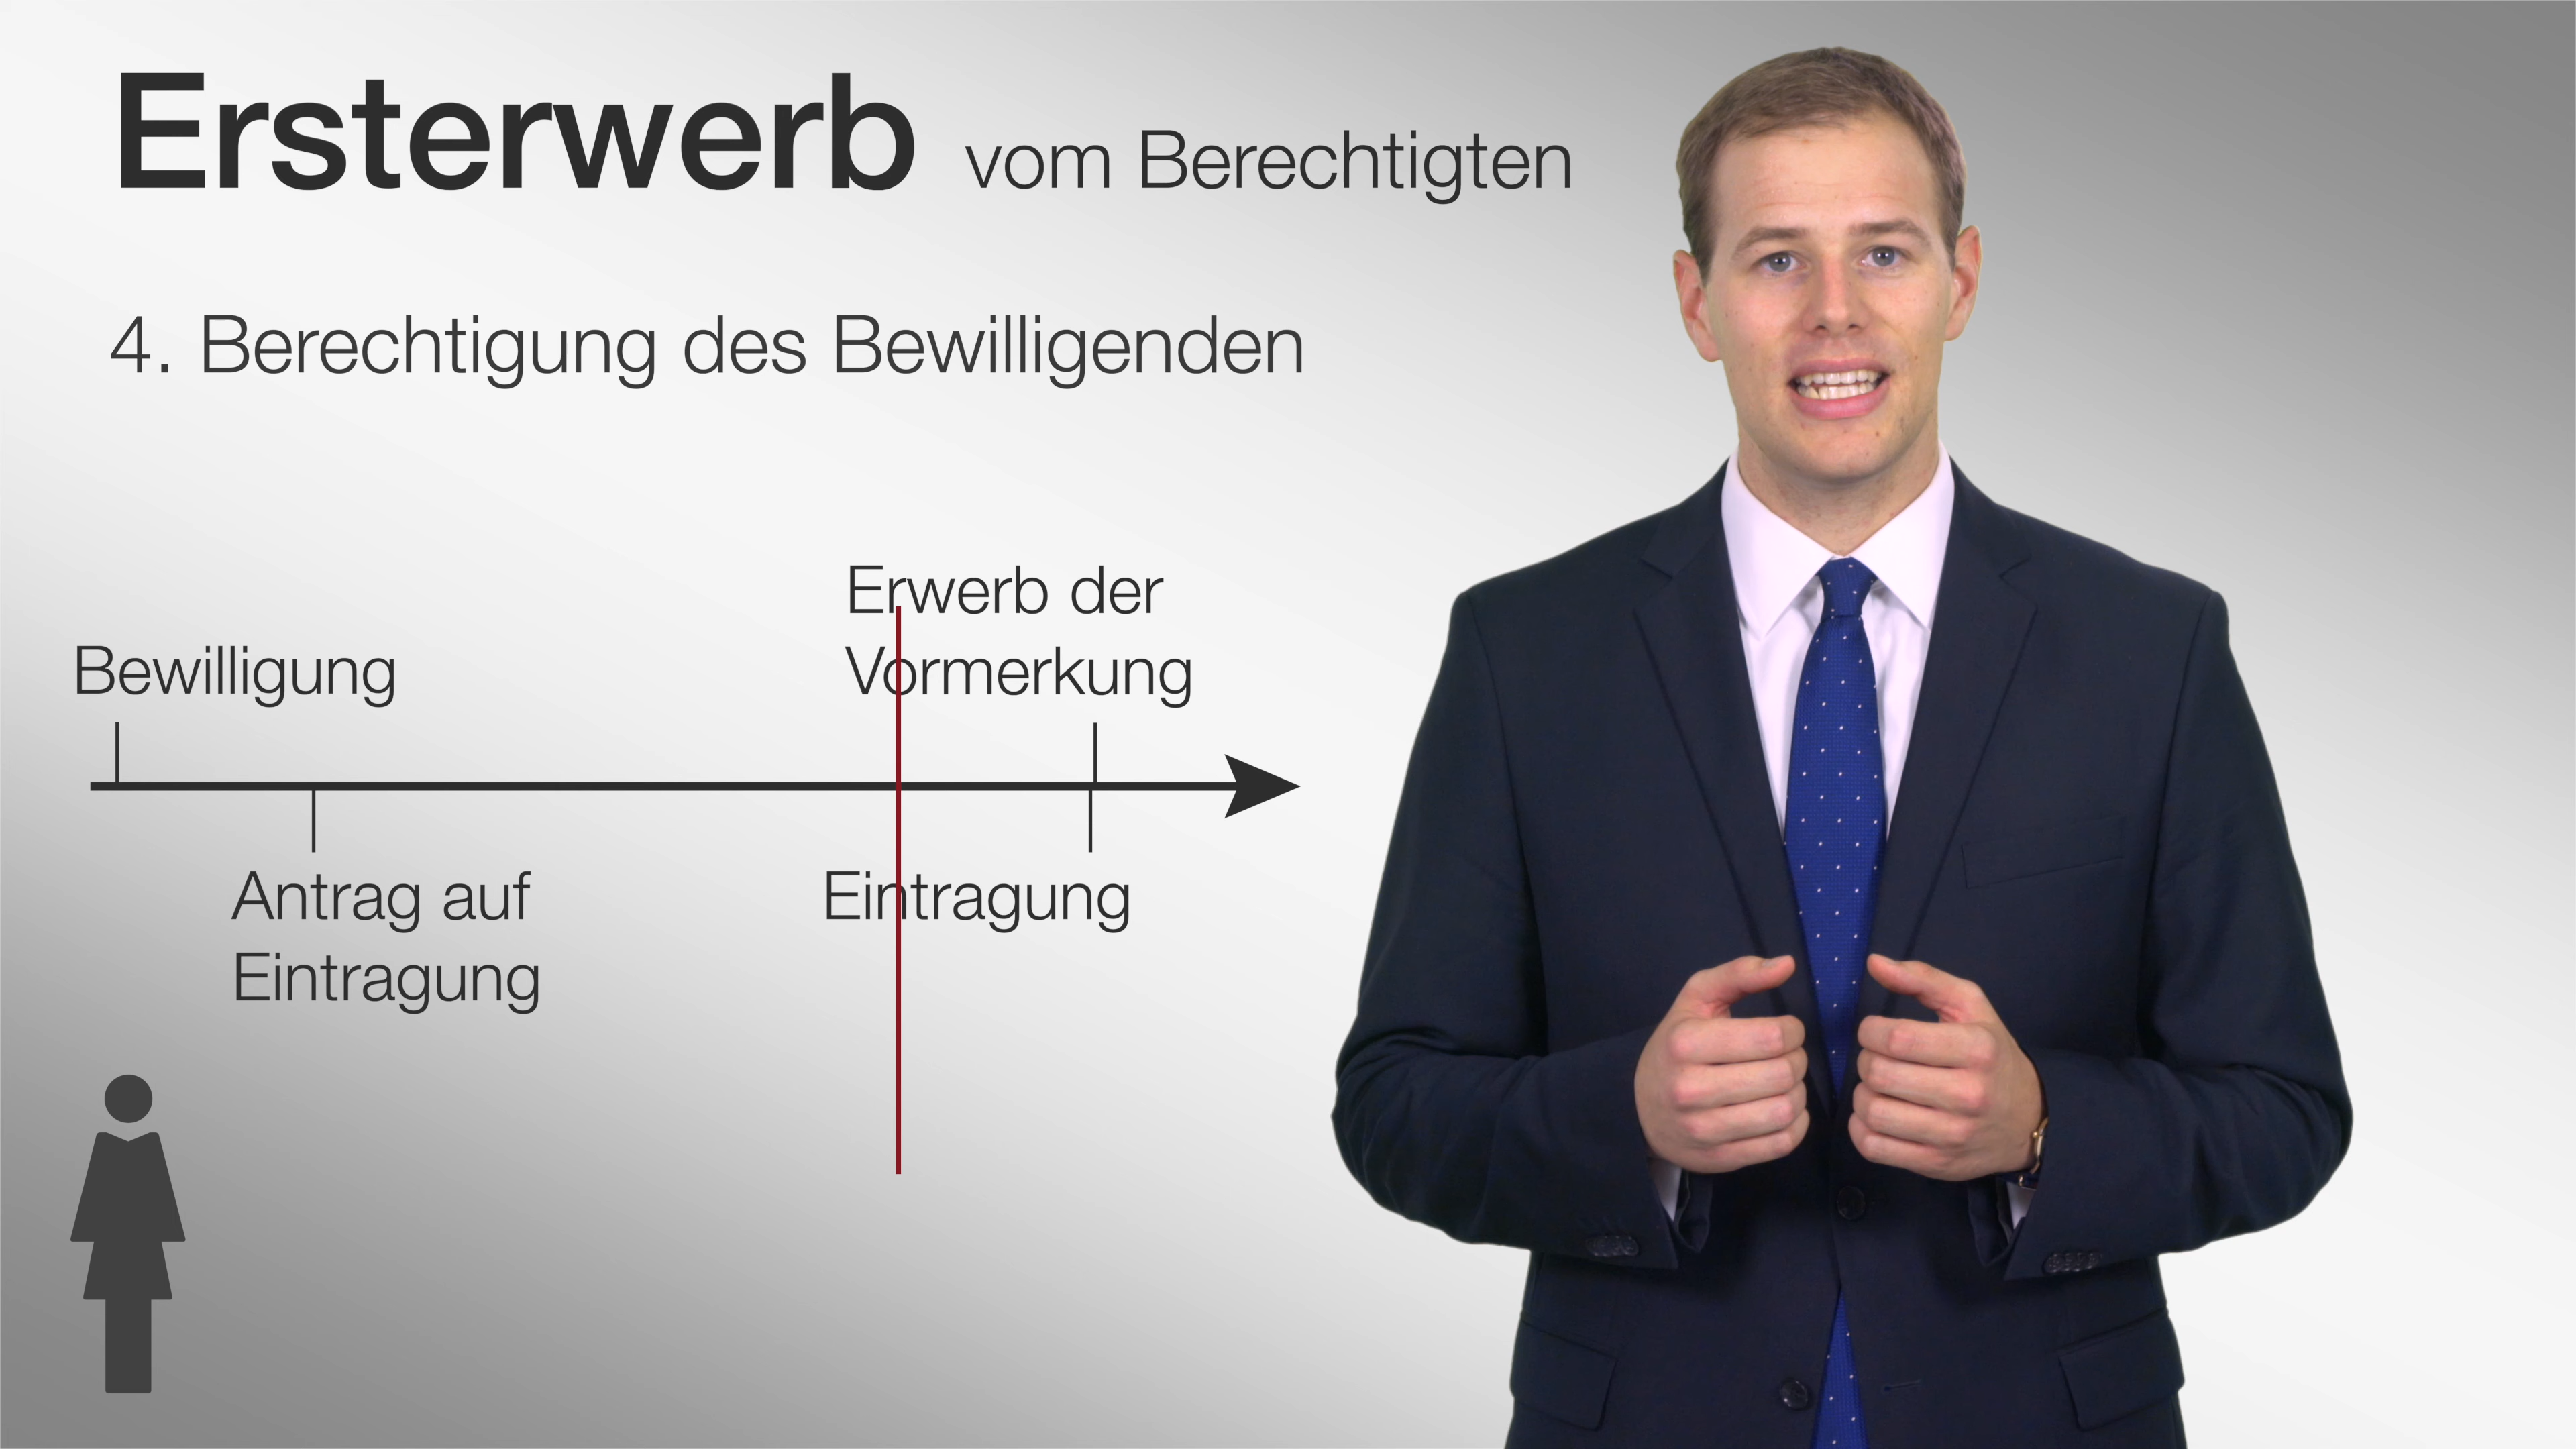 Ersterwerb vom Berechtigten
4. Berechtigung des Bewilligenden
Erwerb der
Vormerkung
Bewilligung
Antrag auf
Eintragung
Eintragung